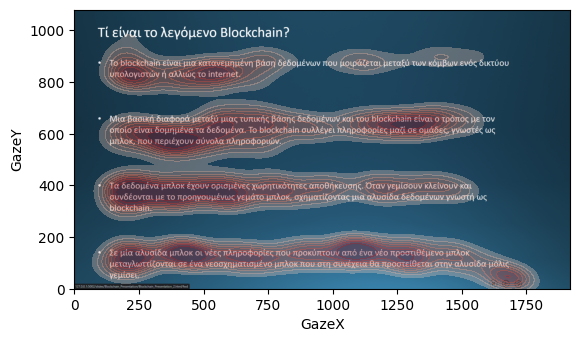 Τί είναι το λεγόμενο Blockchain?
• Το blockchain είναι μια κατανεμημένη βάση δεδομένων που μοιράζεται μεταξύ των κόμβων ενός δικτύου
υπολογιστών ή αλλιώς το internet.
• Μια βασική διαφορά μεταξύ μιας τυπικής βάσης δεδομένων και του blockchain είναι ο τρόπος με τον
οποίο είναι δομημένα τα δεδομένα. Το blockchain συλλέγει πληροφορίες μαζί σε ομάδες, γνωστές ως
μπλοκ, που περιέχουν σύνολα πληροφοριών.
• Τα δεδομένα μπλοκ έχουν ορισμένες χωρητικότητες αποθήκευσης. Όταν γεμίσουν κλείνουν και
συνδέονται με το προηγουμένως γεμάτο μπλοκ, σχηματίζοντας μια αλυσίδα δεδομένων γνωστή ως
blockchain.
• Σε μία αλυσίδα μπλοκ οι νέες πληροφορίες που προκύπτουν από ένα νέο προστιθέμενο μπλοκ
μεταγλωττίζονται σε ένα νεοσχηματισμένο μπλοκ που στη συνέχεια θα προστεθεί στην αλυσίδα μόλις
γεμίσει.
GazeY
1000
800
600
400
200
0
0 250 500 750 1000 1250 1500 1750
GazeX